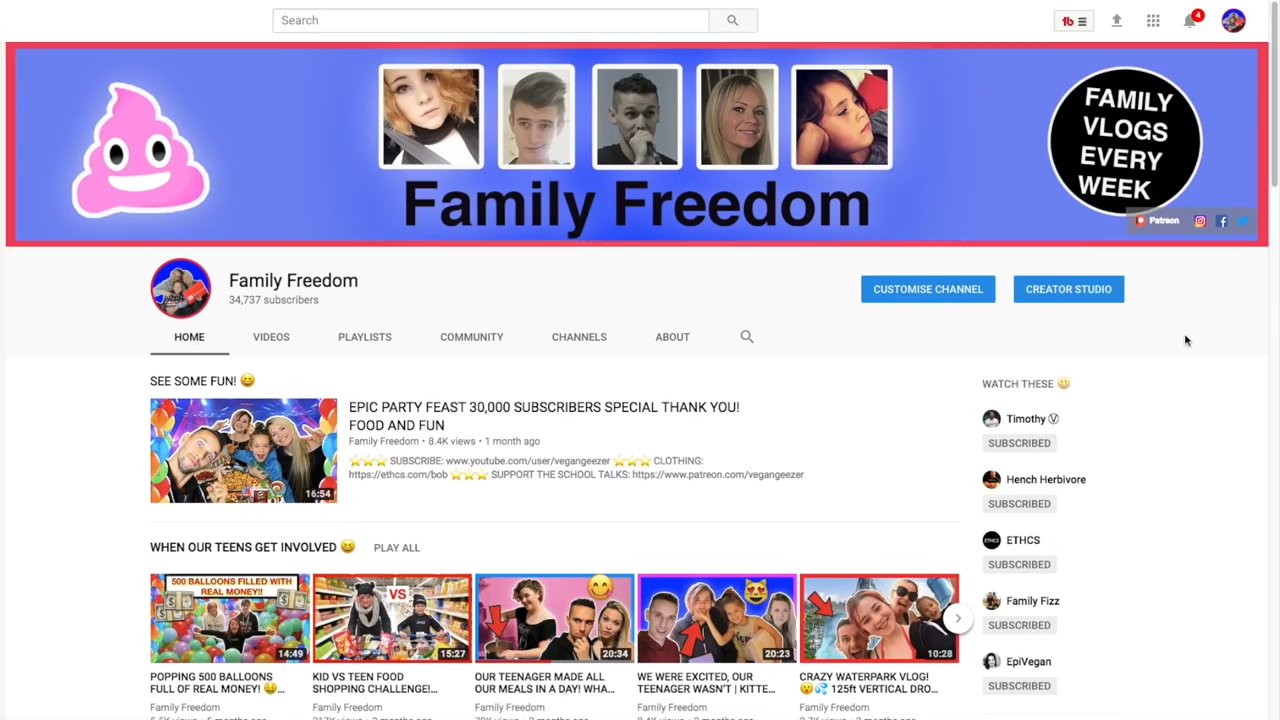 Search
tb
4
FAMILY
VLOGS
EVERY
WEEK
Family Freedom
Patreon
Family Freedom
34,737 subscribers
CUSTOMISE CHANNEL
CREATOR STUDIO
HOME
VIDEOS
PLAYLISTS
COMMUNITY
CHANNELS
ABOUT
SEE SOME FUN! 😆
16:54
EPIC PARTY FEAST 30,000 SUBSCRIBERS SPECIAL THANK YOU!
FOOD AND FUN
Family Freedom • 8.4K views • 1 month ago
⭐⭐⭐ SUBSCRIBE: www.youtube.com/user/vegangeezer ⭐⭐⭐ CLOTHING:
https://ethcs.com/bob ⭐⭐⭐ SUPPORT THE SCHOOL TALKS: https://www.patreon.com/vegangeezer
WHEN OUR TEENS GET INVOLVED 😆
PLAY ALL
500 BALLOONS FILLED WITH
REAL MONEY!!
14:49
VS
15:27
20:34
20:23
10:28
POPPING 500 BALLOONS
FULL OF REAL MONEY! 🤑...
Family Freedom
KID VS TEEN FOOD
SHOPPING CHALLENGE!...
Family Freedom
OUR TEENAGER MADE ALL
OUR MEALS IN A DAY! WHA...
Family Freedom
WE WERE EXCITED, OUR
TEENAGER WASN'T | KITTE...
Family Freedom
CRAZY WATERPARK VLOG!
😮💦 125ft VERTICAL DRO...
Family Freedom
WATCH THESE 😀
Timothy Ⓥ
SUBSCRIBED
Hench Herbivore
SUBSCRIBED
ETHCS
SUBSCRIBED
Family Fizz
SUBSCRIBED
EpiVegan
SUBSCRIBED